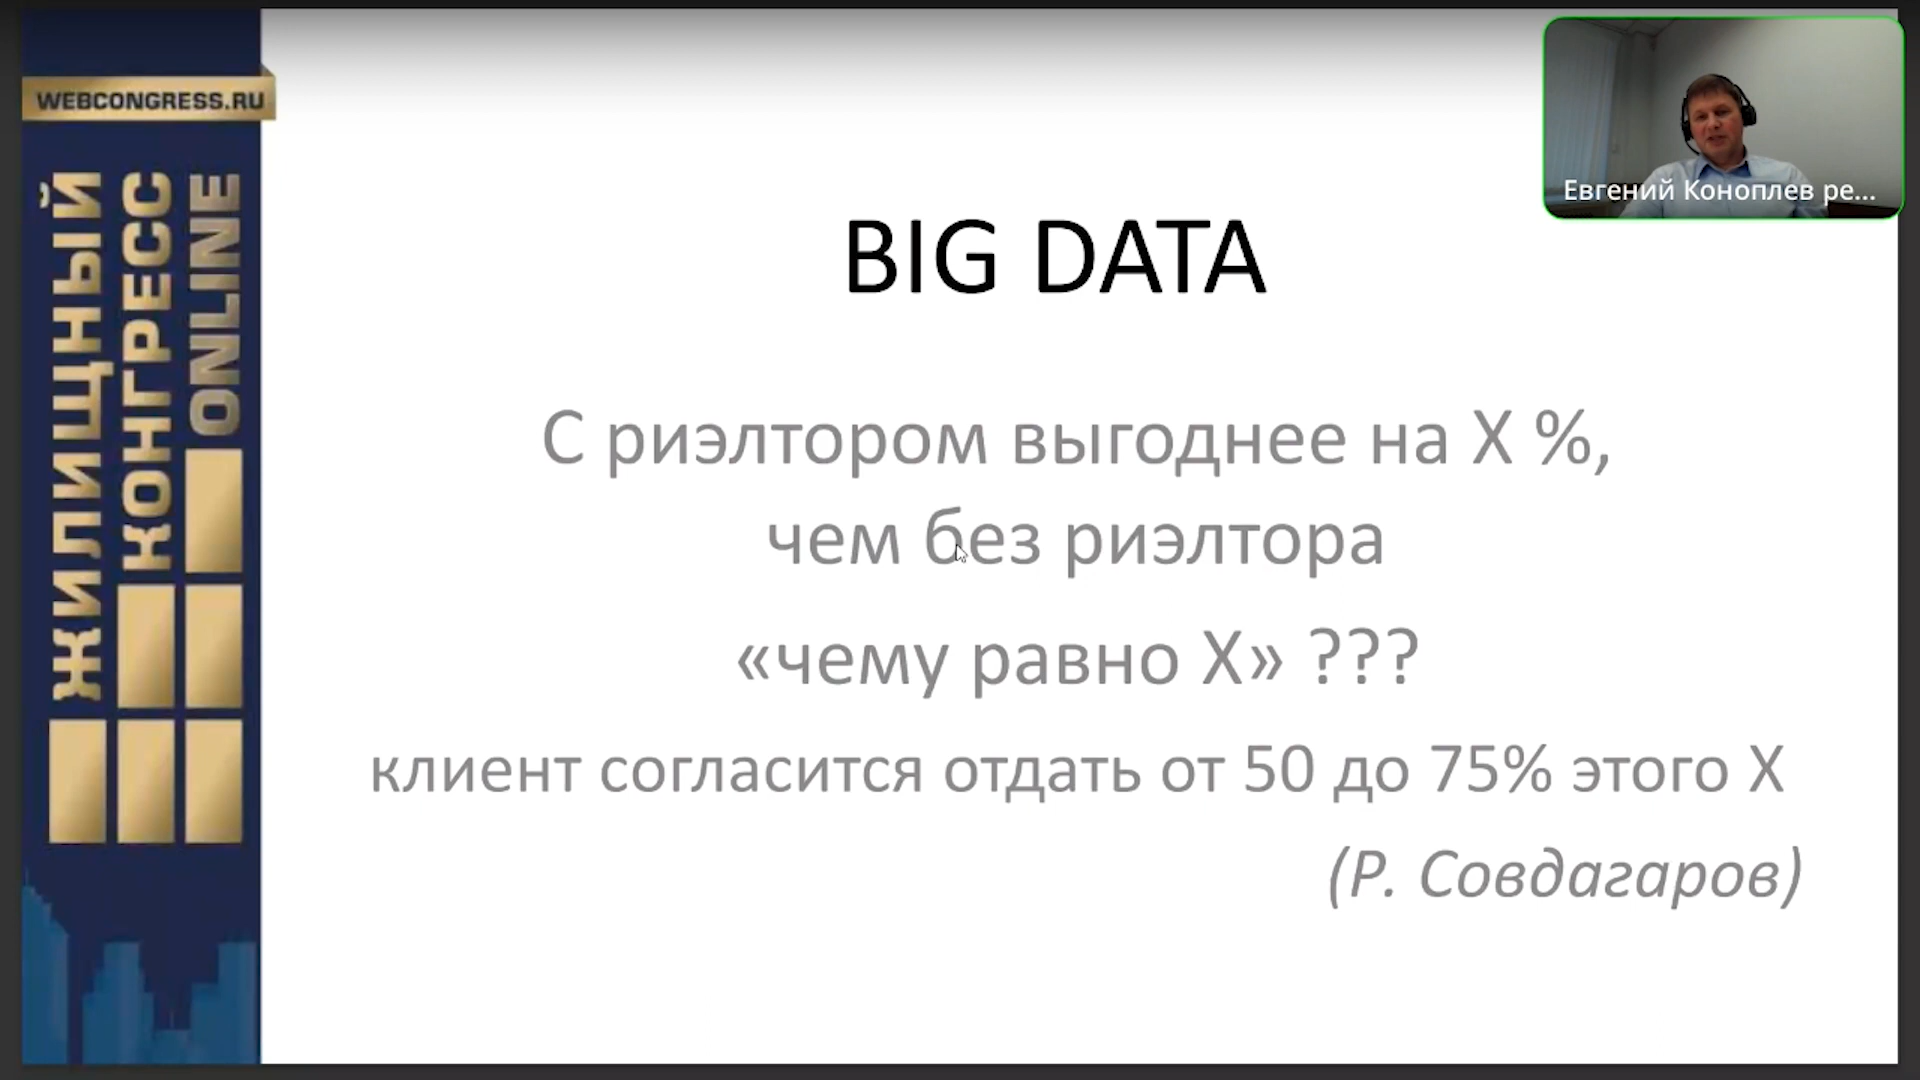 WEBCONGRESS.RU
ЖИЛИЩНЫЙ
КОНГРЕСС
ONLINE
Евгений Коноплев ре...
BIG DATA
С риэлтором выгоднее на X %,
чем без риэлтора
«чему равно X» ???
клиент согласится отдать от 50 до 75% этого X
(Р. Совдагаров)